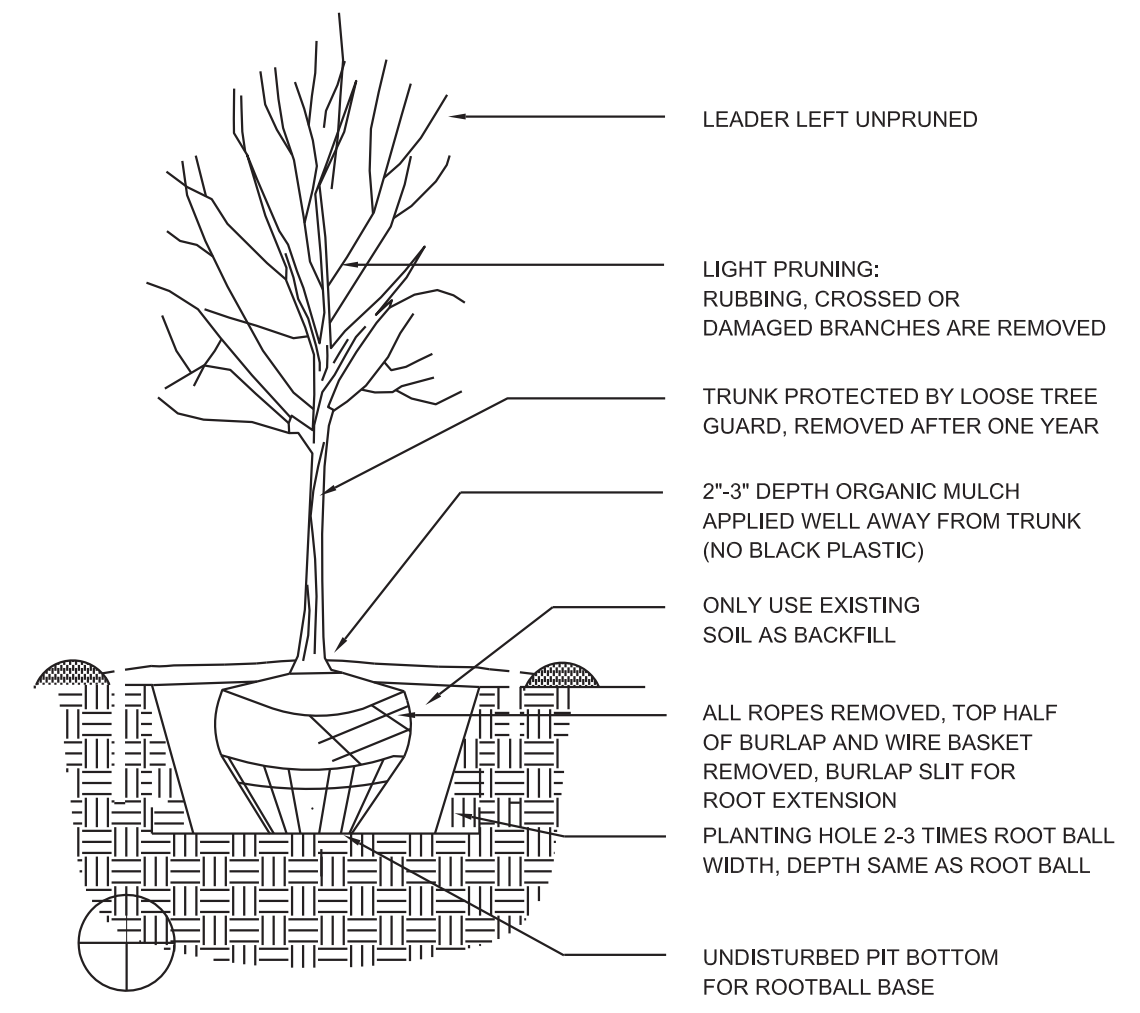 LEADER LEFT UNPRUNED
LIGHT PRUNING:
RUBBING, CROSSED OR
DAMAGED BRANCHES ARE REMOVED
TRUNK PROTECTED BY LOOSE TREE
GUARD, REMOVED AFTER ONE YEAR
2"-3" DEPTH ORGANIC MULCH
APPLIED WELL AWAY FROM TRUNK
(NO BLACK PLASTIC)
ONLY USE EXISTING
SOIL AS BACKFILL
ALL ROPES REMOVED, TOP HALF
OF BURLAP AND WIRE BASKET
REMOVED, BURLAP SLIT FOR
ROOT EXTENSION
PLANTING HOLE 2-3 TIMES ROOT BALL
WIDTH, DEPTH SAME AS ROOT BALL
UNDISTURBED PIT BOTTOM
FOR ROOTBALL BASE